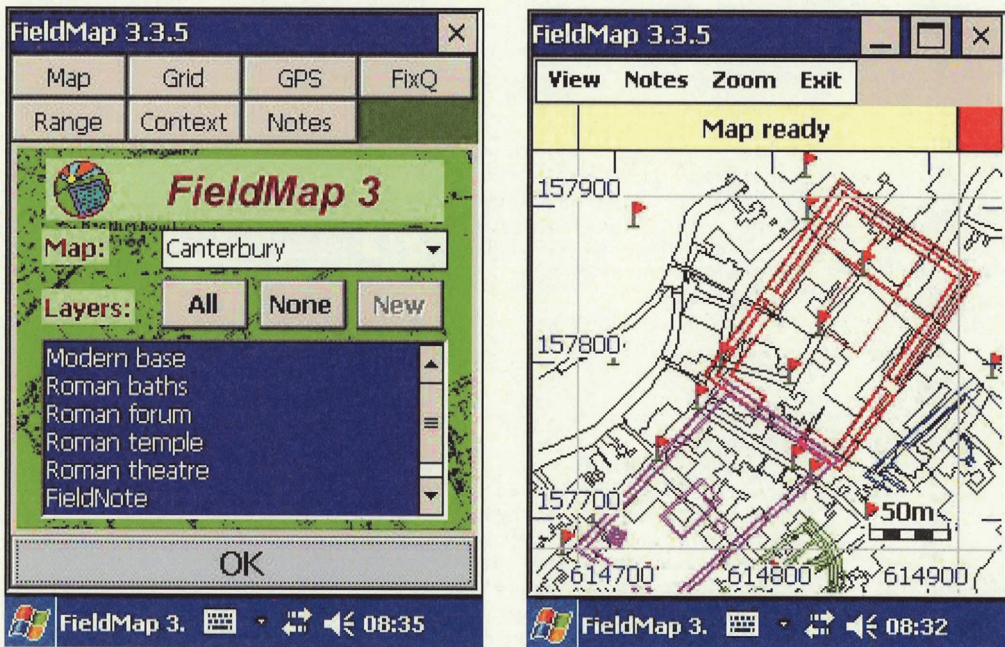 FieldMap 3.3.5
Map Grid GPS FixQ
Range Context Notes
FieldMap 3
Map: Canterbury
Layers: All None New
Modern base
Roman baths
Roman forum
Roman temple
Roman theatre
FieldNote
OK
FieldMap 3. 08:35
FieldMap 3.3.5
View Notes Zoom Exit
Map ready
157900
157800
157700
50m
614700 614800 614900
FieldMap 3. 08:32